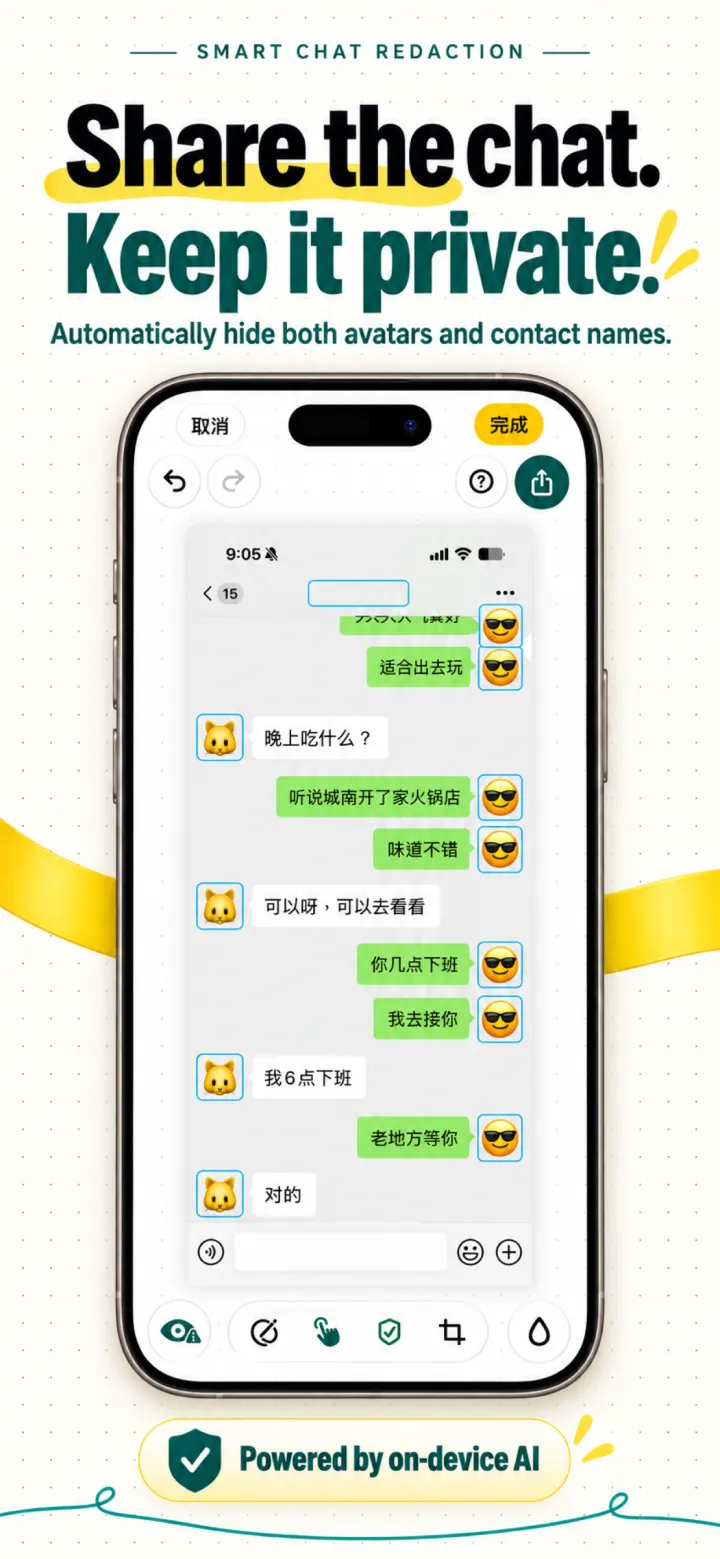 SMART CHAT REDACTION
Share the chat.
Keep it private.
Automatically hide both avatars and contact names.
取消
完成
9:05
15
适合出去玩
晚上吃什么？
听说城南开了家火锅店
味道不错
可以呀，可以去看看
你几点下班
我去接你
我6点下班
老地方等你
对的
Powered by on-device AI